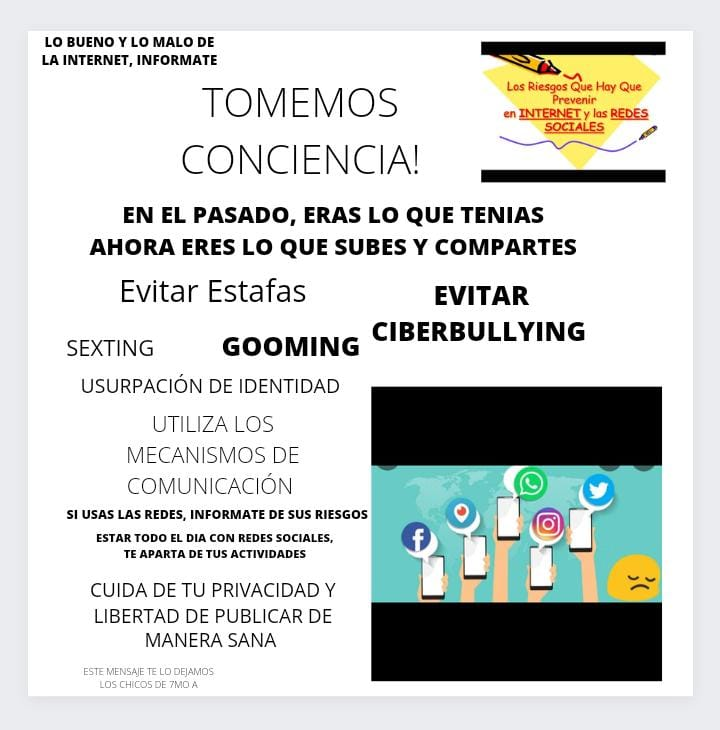 LO BUENO Y LO MALO DE
LA INTERNET, INFORMATE
TOMEMOS
CONCIENCIA!
Los Riesgos Que Hay Que
Prevenir
en INTERNET y las REDES
SOCIALES
EN EL PASADO, ERAS LO QUE TENIAS
AHORA ERES LO QUE SUBES Y COMPARTES
Evitar Estafas
EVITAR
CIBERBULLYING
SEXTING
GOOMING
USURPACIÓN DE IDENTIDAD
UTILIZA LOS
MECANISMOS DE
COMUNICACIÓN
SI USAS LAS REDES, INFORMATE DE SUS RIESGOS
ESTAR TODO EL DIA CON REDES SOCIALES,
TE APARTA DE TUS ACTIVIDADES
CUIDA DE TU PRIVACIDAD Y
LIBERTAD DE PUBLICAR DE
MANERA SANA
ESTE MENSAJE TE LO DEJAMOS
LOS CHICOS DE 7MO A